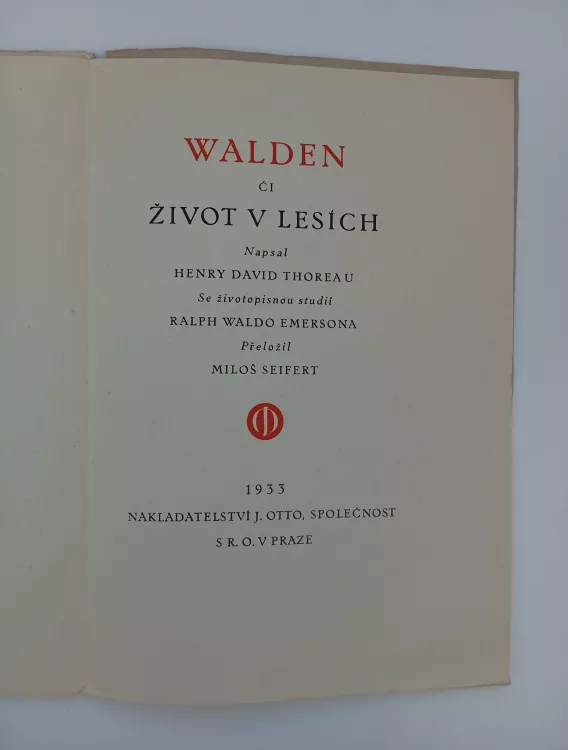 WALDEN
ČI
ŽIVOT V LESÍCH
Napsal
HENRY DAVID THOREAU
Se životopisnou studií
RALPH WALDO EMERSONA
Přeložil
MILOŠ SEIFERT
1933
NAKLADATELSTVÍ J. OTTO, SPOLEČNOST
S R. O. V PRAZE